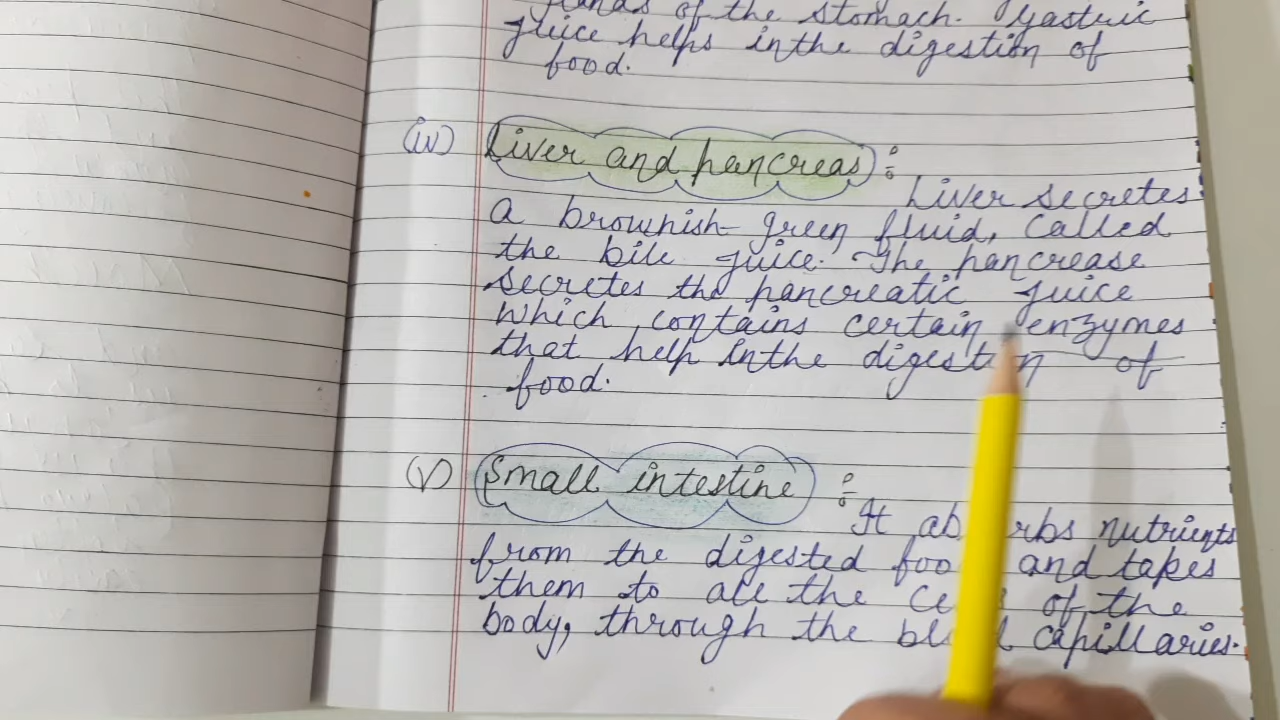 of the stomach. Gastric
juice helps in the digestion of
food.
(iv) Liver and pancreas :
Liver secretes
a brownish-green fluid, called
the bile juice. The pancrease
secretes the pancreatic juice
which contains certain enzymes
that help in the digestion of
food.
(v) Small intestine :-
It nutrients
from the digested and takes
them to all the of the
body, through the capillaries.